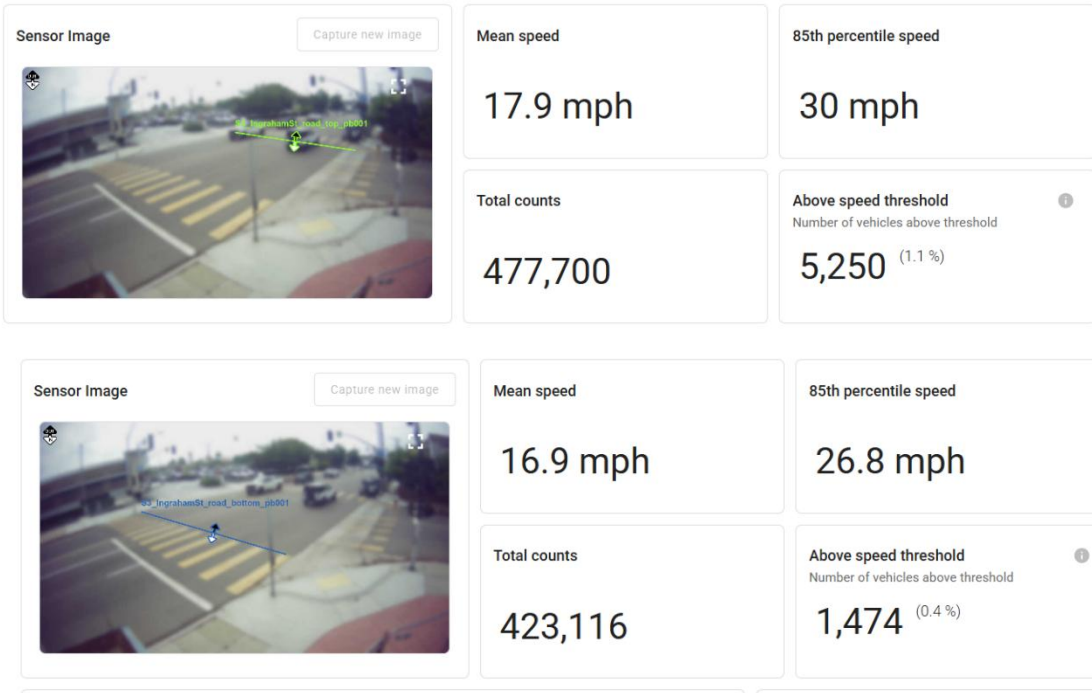 Sensor Image
Capture new image
S3_IngrahamSt_road_top_pb001
Mean speed
17.9 mph
85th percentile speed
30 mph
Total counts
477,700
Above speed threshold
Number of vehicles above threshold
5,250 (1.1 %)
Sensor Image
Capture new image
S3_IngrahamSt_road_bottom_pb001
Mean speed
16.9 mph
85th percentile speed
26.8 mph
Total counts
423,116
Above speed threshold
Number of vehicles above threshold
1,474 (0.4 %)